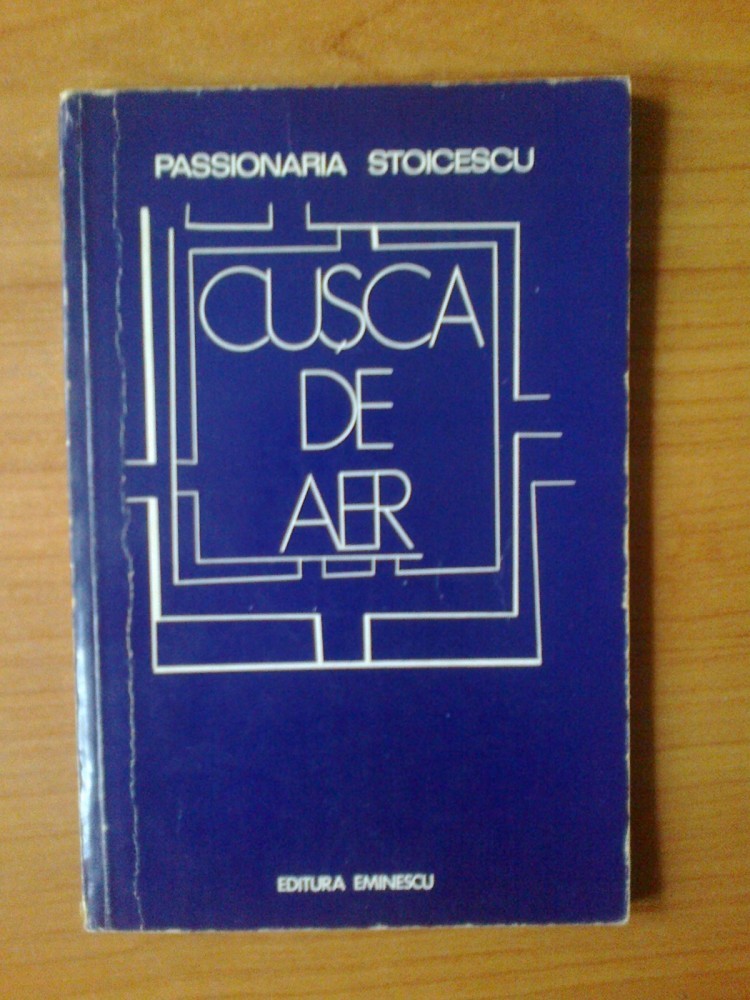 PASSIONARIA STOICESCU
CUȘCA
DE
AER
EDITURA EMINESCU